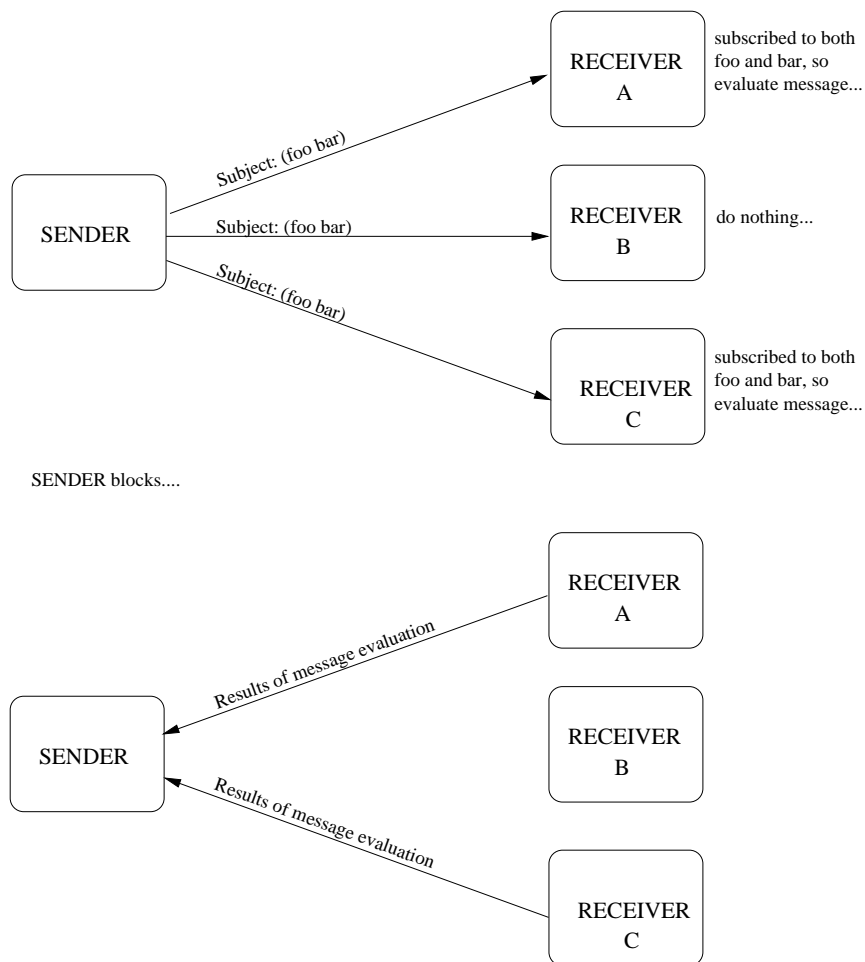 RECEIVER
A
subscribed to both
foo and bar, so
evaluate message...
Subject: (foo bar)
SENDER
Subject: (foo bar)
RECEIVER
B
do nothing...
Subject: (foo bar)
RECEIVER
C
subscribed to both
foo and bar, so
evaluate message...
SENDER blocks....
RECEIVER
A
Results of message evaluation
SENDER
RECEIVER
B
Results of message evaluation
RECEIVER
C